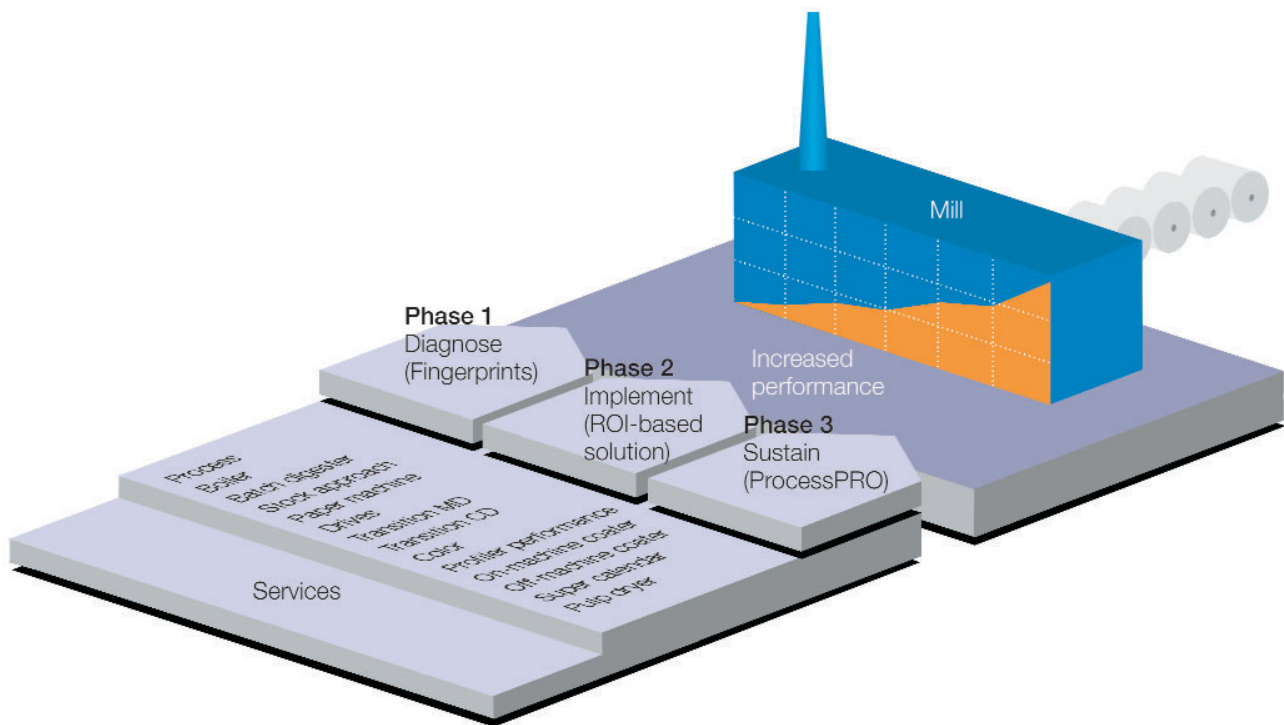 Mill
Phase 1
Diagnose
(Fingerprints)
Increased
performance
Phase 2
Implement
(ROI-based
solution)
Phase 3
Sustain
(ProcessPRO)
Process
Boiler
Batch digester
Stock approach
Paper machine
Drives
Transition MD
Transition CD
Color
Profiler performance
On-machine coater
Off-machine coater
Super calendar
Pulp dryer
Services